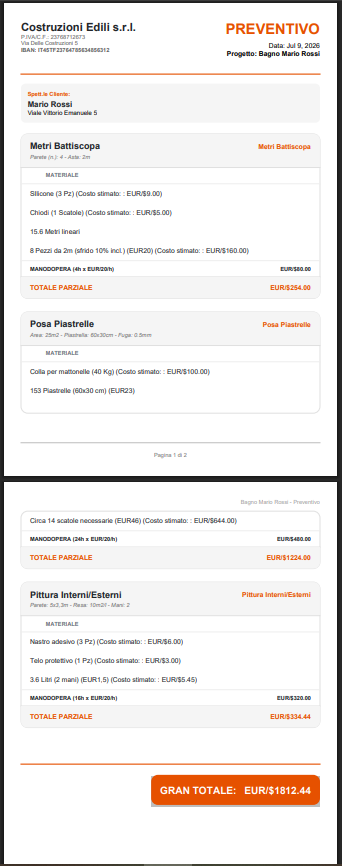 Costruzioni Edili s.r.l.
PREVENTIVO
P.IVA/C.F.: 23768712673
Via Delle Costruzioni 5
IBAN: IT45TF23764785634856312
Data: Jul 9, 2026
Progetto: Bagno Mario Rossi
Spett.le Cliente:
Mario Rossi
Viale Vittorio Emanuele 5
Metri Battiscopa
Metri Battiscopa
Parete (n.): 4 - Asta: 2m
MATERIALE
Silicone (3 Pz) (Costo stimato: : EUR/$9.00)
Chiodi (1 Scatole) (Costo stimato: : EUR/$5.00)
15.6 Metri lineari
8 Pezzi da 2m (sfrido 10% incl.) (EUR20) (Costo stimato: : EUR/$160.00)
MANODOPERA (4h x EUR/20/h)
EUR/$80.00
TOTALE PARZIALE
EUR/$254.00
Posa Piastrelle
Posa Piastrelle
Area: 25m2 - Piastrella: 60x30cm - Fuga: 0.5mm
MATERIALE
Colla per mattonelle (40 Kg) (Costo stimato: : EUR/$100.00)
153 Piastrelle (60x30 cm) (EUR23)
Pagina 1 di 2
Bagno Mario Rossi - Preventivo
Circa 14 scatole necessarie (EUR46) (Costo stimato: : EUR/$644.00)
MANODOPERA (24h x EUR/20/h)
EUR/$480.00
TOTALE PARZIALE
EUR/$1224.00
Pittura Interni/Esterni
Pittura Interni/Esterni
Parete: 5x3,3m - Resa: 10m2/l - Mani: 2
MATERIALE
Nastro adesivo (3 Pz) (Costo stimato: : EUR/$6.00)
Telo protettivo (1 Pz) (Costo stimato: : EUR/$3.00)
3.6 Litri (2 mani) (EUR1,5) (Costo stimato: : EUR/$5.45)
MANODOPERA (16h x EUR/20/h)
EUR/$320.00
TOTALE PARZIALE
EUR/$334.44
GRAN TOTALE: EUR/$1812.44